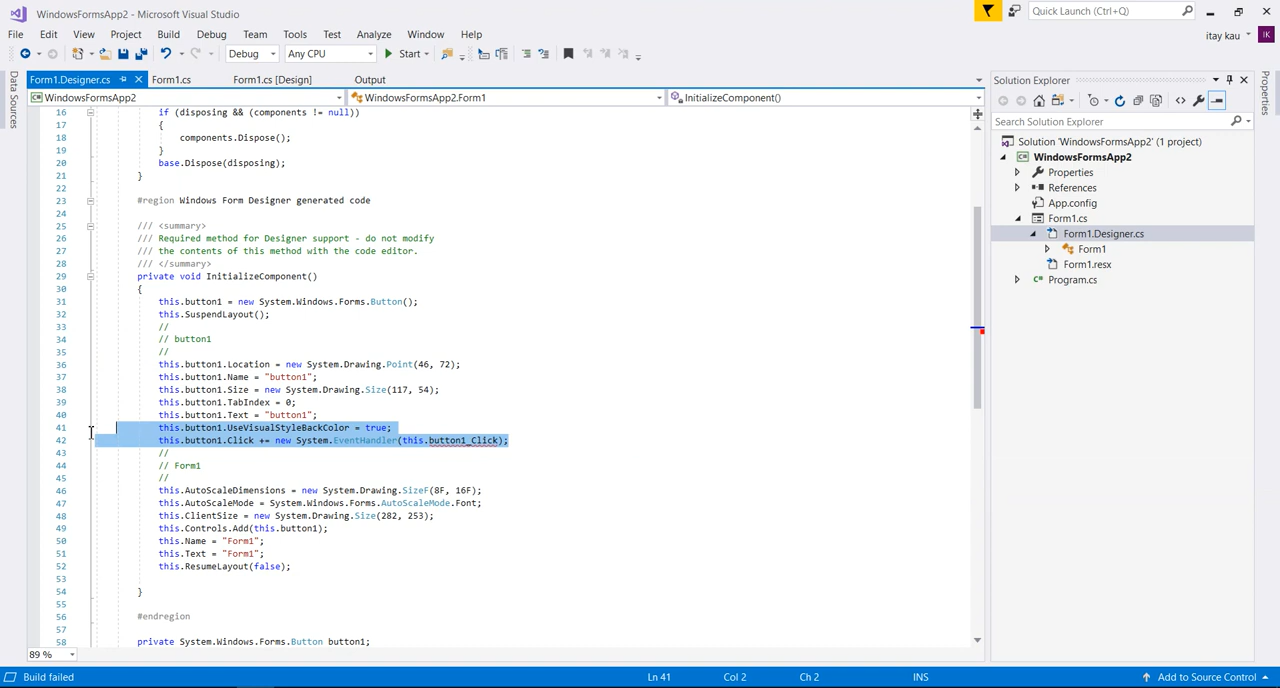 WindowsFormsApp2 - Microsoft Visual Studio
Quick Launch (Ctrl+Q)
File Edit View Project Build Debug Team Tools Test Analyze Window Help
itay kau IK
Debug Any CPU Start
Form1.Designer.cs Form1.cs Form1.cs [Design] Output
WindowsFormsApp2 WindowsFormsApp2.Form1 InitializeComponent()
Data Sources
16 if (disposing && (components != null))
17 {
18 components.Dispose();
19 }
20 base.Dispose(disposing);
21 }
22
23 #region Windows Form Designer generated code
24
25 /// <summary>
26 /// Required method for Designer support - do not modify
27 /// the contents of this method with the code editor.
28 /// </summary>
29 private void InitializeComponent()
30 {
31 this.button1 = new System.Windows.Forms.Button();
32 this.SuspendLayout();
33 //
34 // button1
35 //
36 this.button1.Location = new System.Drawing.Point(46, 72);
37 this.button1.Name = "button1";
38 this.button1.Size = new System.Drawing.Size(117, 54);
39 this.button1.TabIndex = 0;
40 this.button1.Text = "button1";
41 this.button1.UseVisualStyleBackColor = true;
42 this.button1.Click += new System.EventHandler(this.button1_Click);
43 //
44 // Form1
45 //
46 this.AutoScaleDimensions = new System.Drawing.SizeF(8F, 16F);
47 this.AutoScaleMode = System.Windows.Forms.AutoScaleMode.Font;
48 this.ClientSize = new System.Drawing.Size(282, 253);
49 this.Controls.Add(this.button1);
50 this.Name = "Form1";
51 this.Text = "Form1";
52 this.ResumeLayout(false);
53
54 }
55
56 #endregion
57
58 private System.Windows.Forms.Button button1;
89 %
Solution Explorer
Search Solution Explorer
Solution 'WindowsFormsApp2' (1 project)
WindowsFormsApp2
Properties
References
App.config
Form1.cs
Form1.Designer.cs
Form1
Form1.resx
Program.cs
Properties
Build failed Ln 41 Col 2 Ch 2 INS Add to Source Control